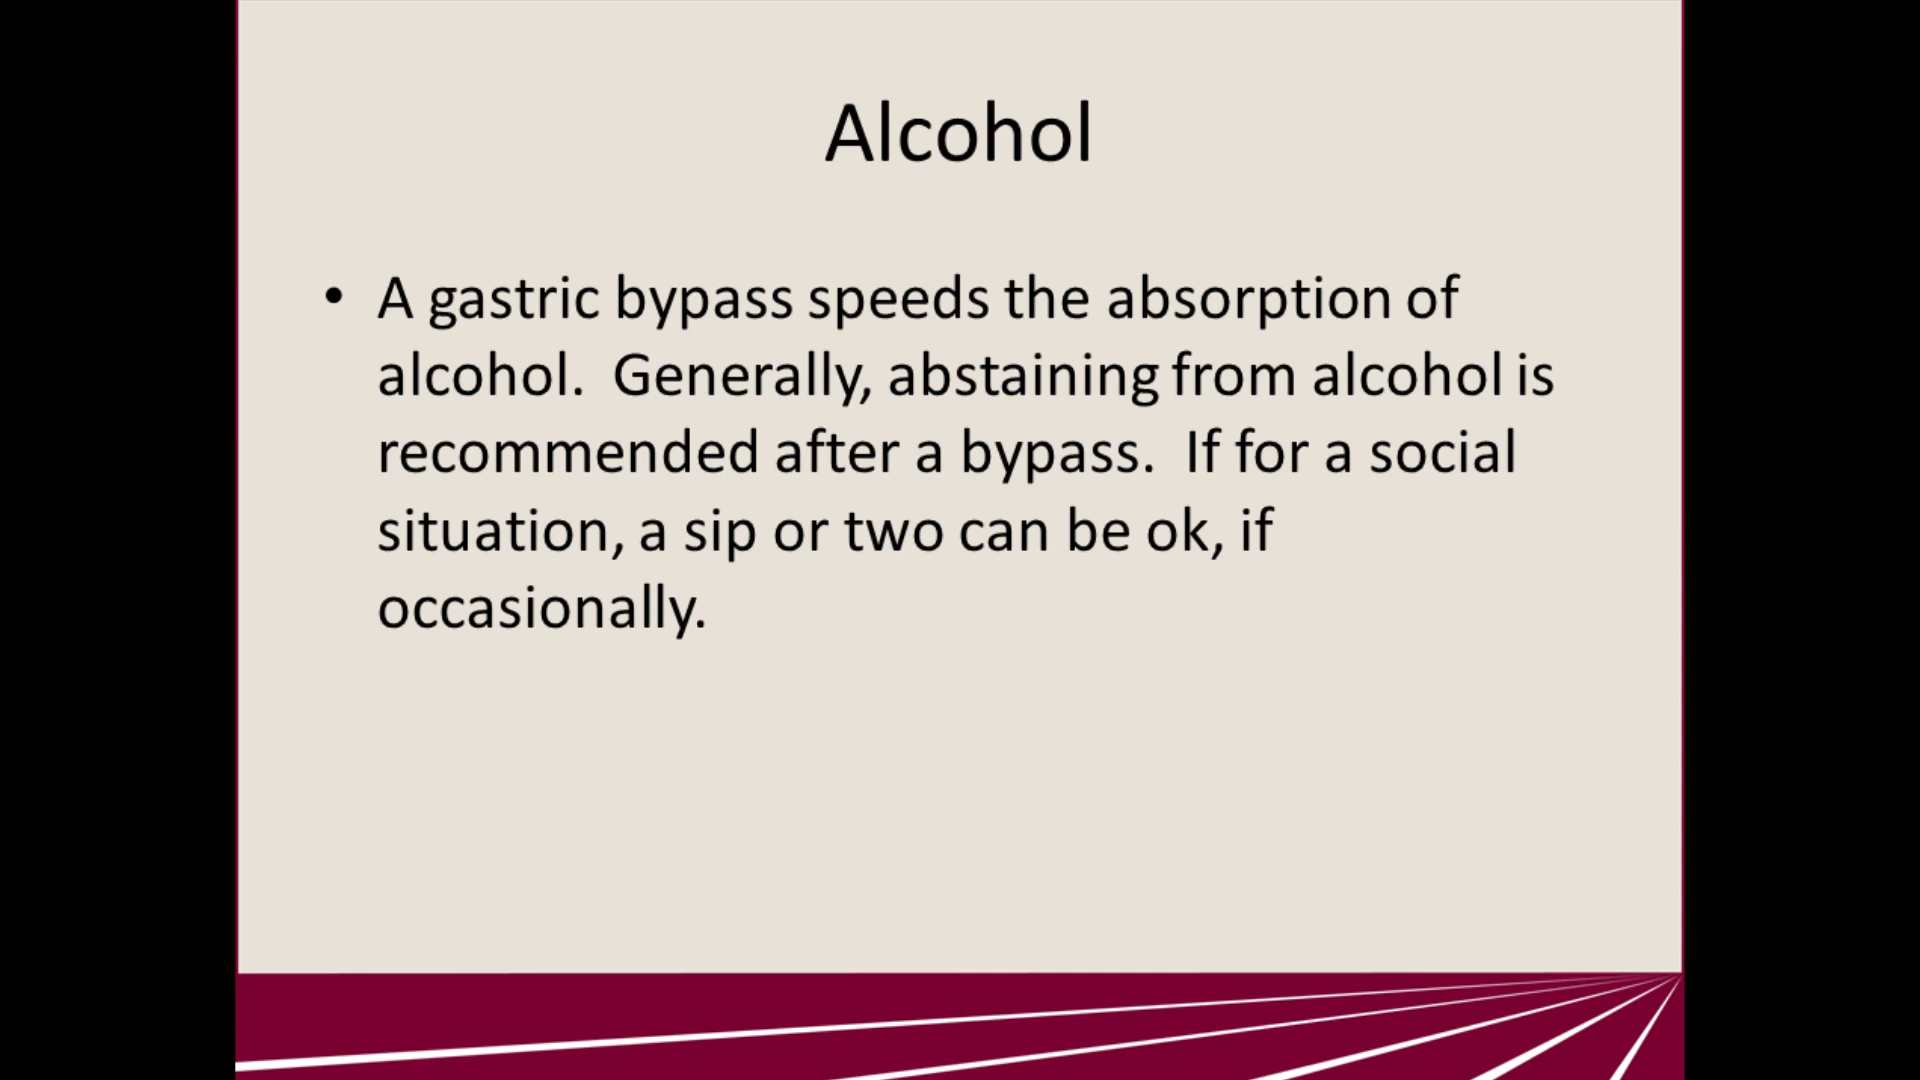 Alcohol
• A gastric bypass speeds the absorption of
alcohol.  Generally, abstaining from alcohol is
recommended after a bypass.  If for a social
situation, a sip or two can be ok, if
occasionally.